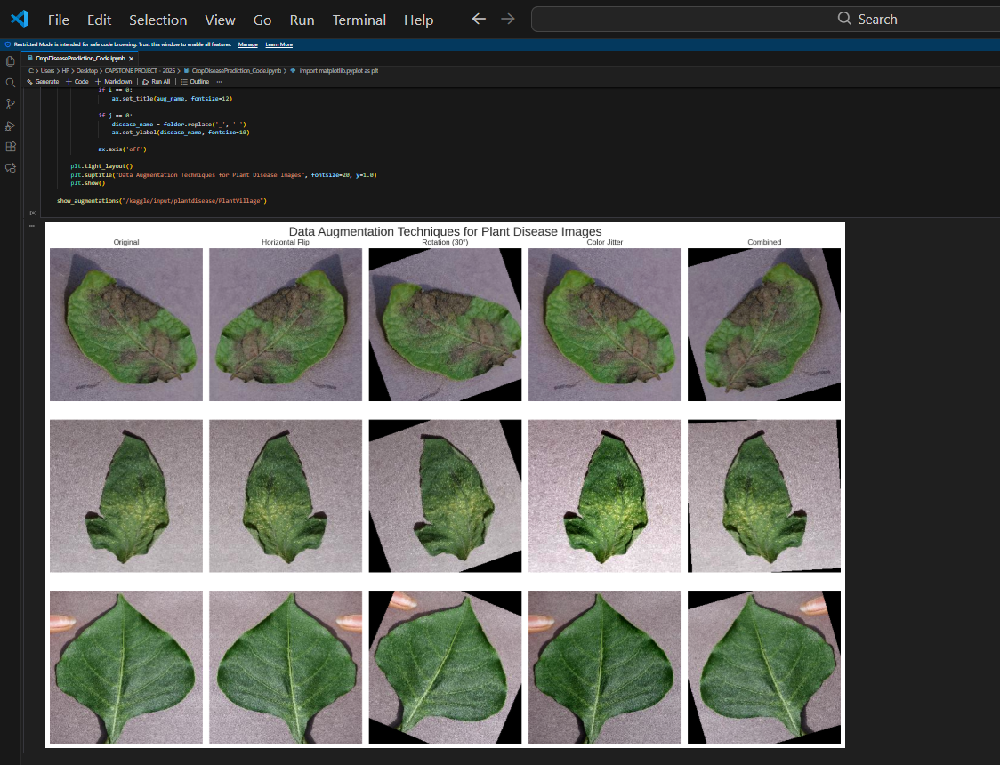 File Edit Selection View Go Run Terminal Help Search
Restricted Mode is intended for safe code browsing. Trust this window to enable all features. Manage Learn More
CropDiseasePrediction_Code.ipynb
C: > Users > HP > Desktop > CAPSTONE PROJECT - 2025 > CropDiseasePrediction_Code.ipynb > import matplotlib.pyplot as plt
Generate + Code + Markdown Run All Outline ...
if i == 0:
ax.set_title(aug_name, fontsize=12)
if j == 0:
disease_name = folder.replace('_', ' ')
ax.set_ylabel(disease_name, fontsize=10)
ax.axis('off')
plt.tight_layout()
plt.suptitle("Data Augmentation Techniques for Plant Disease Images", fontsize=20, y=1.0)
plt.show()
show_augmentations("/kaggle/input/plantdisease/PlantVillage")
Data Augmentation Techniques for Plant Disease Images
Original Horizontal Flip Rotation (30°) Color Jitter Combined